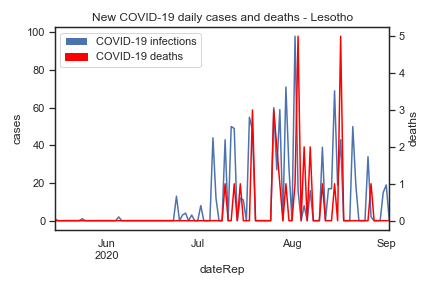 New COVID-19 daily cases and deaths - Lesotho
COVID-19 infections
COVID-19 deaths
100
80
60
40
20
0
cases
5
4
3
2
1
0
deaths
Jun
2020
Jul
Aug
Sep
dateRep